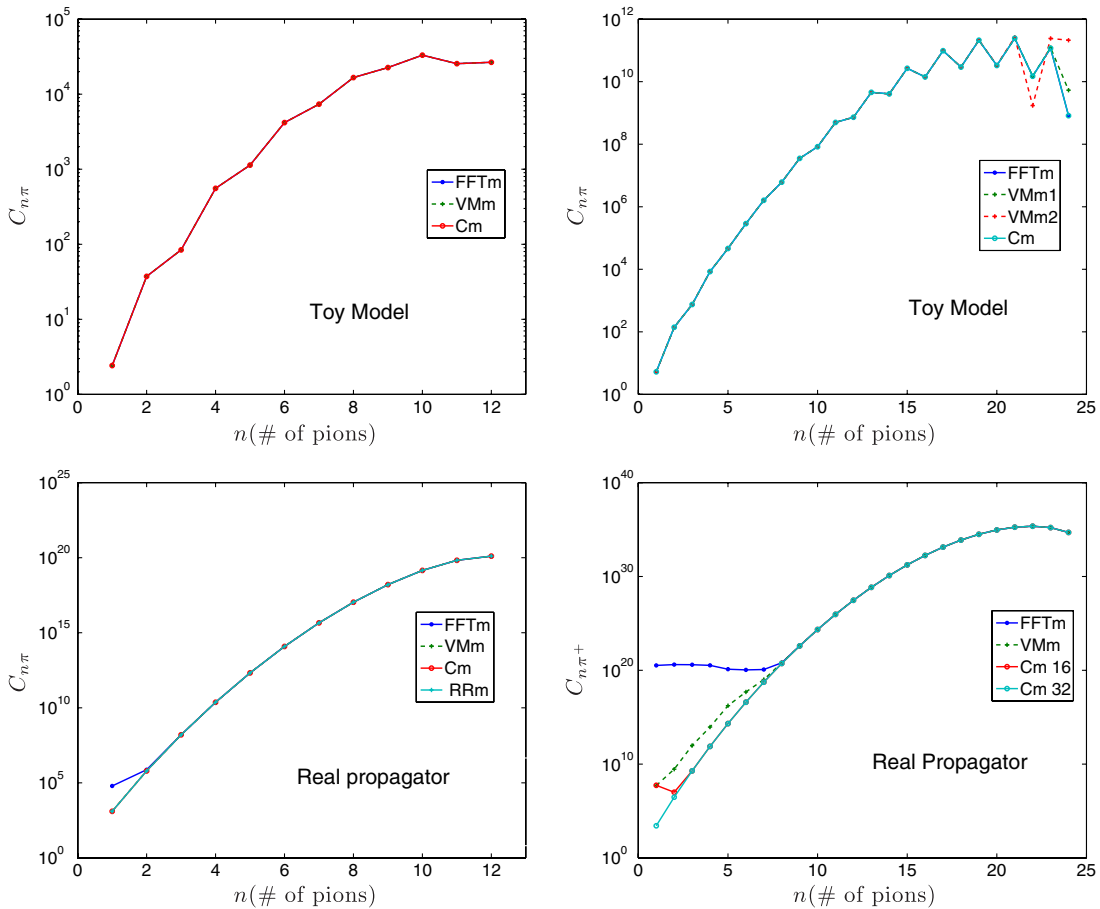 10^5
10^4
10^3
10^2
10^1
10^0
C_{nπ}
FFTm
VMm
Cm
Toy Model
0 2 4 6 8 10 12
n(# of pions)
10^12
10^10
10^8
10^6
10^4
10^2
10^0
C_{nπ}
FFTm
VMm1
VMm2
Cm
Toy Model
0 5 10 15 20 25
n(# of pions)
10^25
10^20
10^15
10^10
10^5
10^0
C_{nπ}
FFTm
VMm
Cm
RRm
Real propagator
0 2 4 6 8 10 12
n(# of pions)
10^40
10^30
10^20
10^10
10^0
C_{nπ^+}
FFTm
VMm
Cm 16
Cm 32
Real Propagator
0 5 10 15 20 25
n(# of pions)